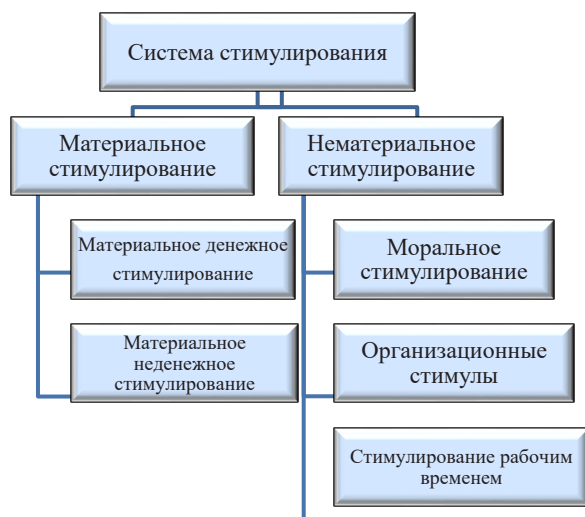 Система стимулирования
Материальное
стимулирование
Нематериальное
стимулирование
Материальное денежное
стимулирование
Моральное
стимулирование
Материальное
неденежное
стимулирование
Организационные
стимулы
Стимулирование рабочим
временем